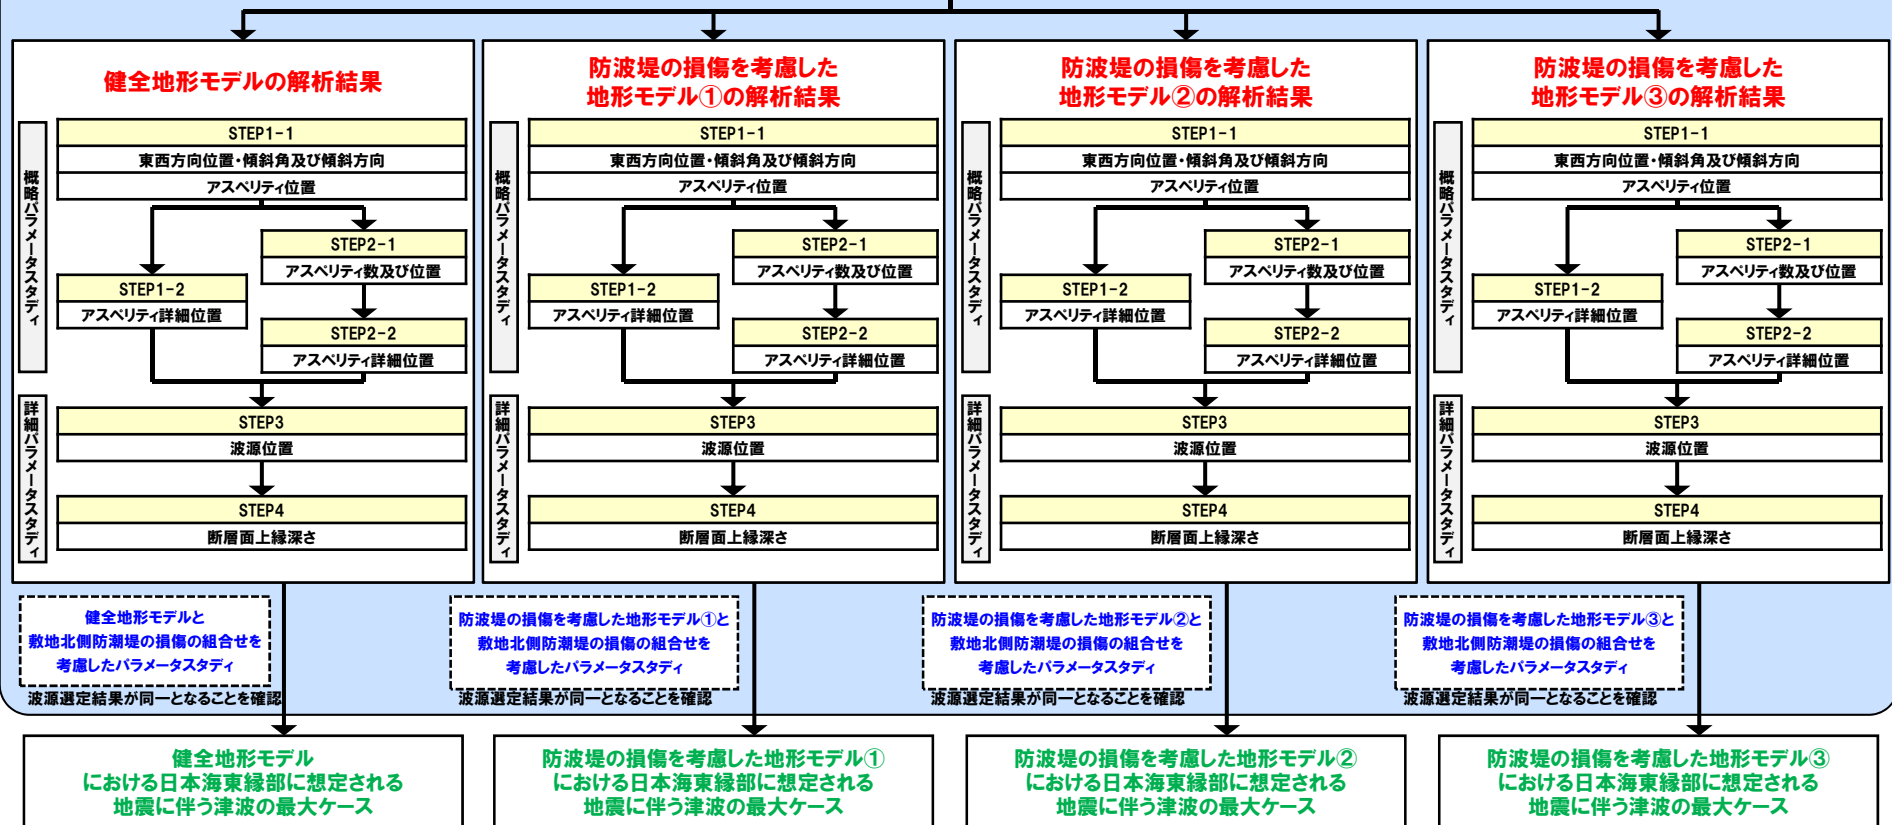 健全地形モデルの解析結果
概略パラメータスタディ
STEP1-1
東西方向位置・傾斜角及び傾斜方向
アスペリティ位置
STEP2-1
アスペリティ数及び位置
STEP1-2
アスペリティ詳細位置
STEP2-2
アスペリティ詳細位置
詳細パラメータスタディ
STEP3
波源位置
STEP4
断層面上縁深さ
健全地形モデルと
敷地北側防潮堤の損傷の組合せを
考慮したパラメータスタディ
波源選定結果が同一となることを確認
健全地形モデル
における日本海東縁部に想定される
地震に伴う津波の最大ケース
防波堤の損傷を考慮した
地形モデル①の解析結果
概略パラメータスタディ
STEP1-1
東西方向位置・傾斜角及び傾斜方向
アスペリティ位置
STEP2-1
アスペリティ数及び位置
STEP1-2
アスペリティ詳細位置
STEP2-2
アスペリティ詳細位置
詳細パラメータスタディ
STEP3
波源位置
STEP4
断層面上縁深さ
防波堤の損傷を考慮した地形モデル①と
敷地北側防潮堤の損傷の組合せを
考慮したパラメータスタディ
波源選定結果が同一となることを確認
防波堤の損傷を考慮した地形モデル①
における日本海東縁部に想定される
地震に伴う津波の最大ケース
防波堤の損傷を考慮した
地形モデル②の解析結果
概略パラメータスタディ
STEP1-1
東西方向位置・傾斜角及び傾斜方向
アスペリティ位置
STEP2-1
アスペリティ数及び位置
STEP1-2
アスペリティ詳細位置
STEP2-2
アスペリティ詳細位置
詳細パラメータスタディ
STEP3
波源位置
STEP4
断層面上縁深さ
防波堤の損傷を考慮した地形モデル②と
敷地北側防潮堤の損傷の組合せを
考慮したパラメータスタディ
波源選定結果が同一となることを確認
防波堤の損傷を考慮した地形モデル②
における日本海東縁部に想定される
地震に伴う津波の最大ケース
防波堤の損傷を考慮した
地形モデル③の解析結果
概略パラメータスタディ
STEP1-1
東西方向位置・傾斜角及び傾斜方向
アスペリティ位置
STEP2-1
アスペリティ数及び位置
STEP1-2
アスペリティ詳細位置
STEP2-2
アスペリティ詳細位置
詳細パラメータスタディ
STEP3
波源位置
STEP4
断層面上縁深さ
防波堤の損傷を考慮した地形モデル③と
敷地北側防潮堤の損傷の組合せを
考慮したパラメータスタディ
波源選定結果が同一となることを確認
防波堤の損傷を考慮した地形モデル③
における日本海東縁部に想定される
地震に伴う津波の最大ケース